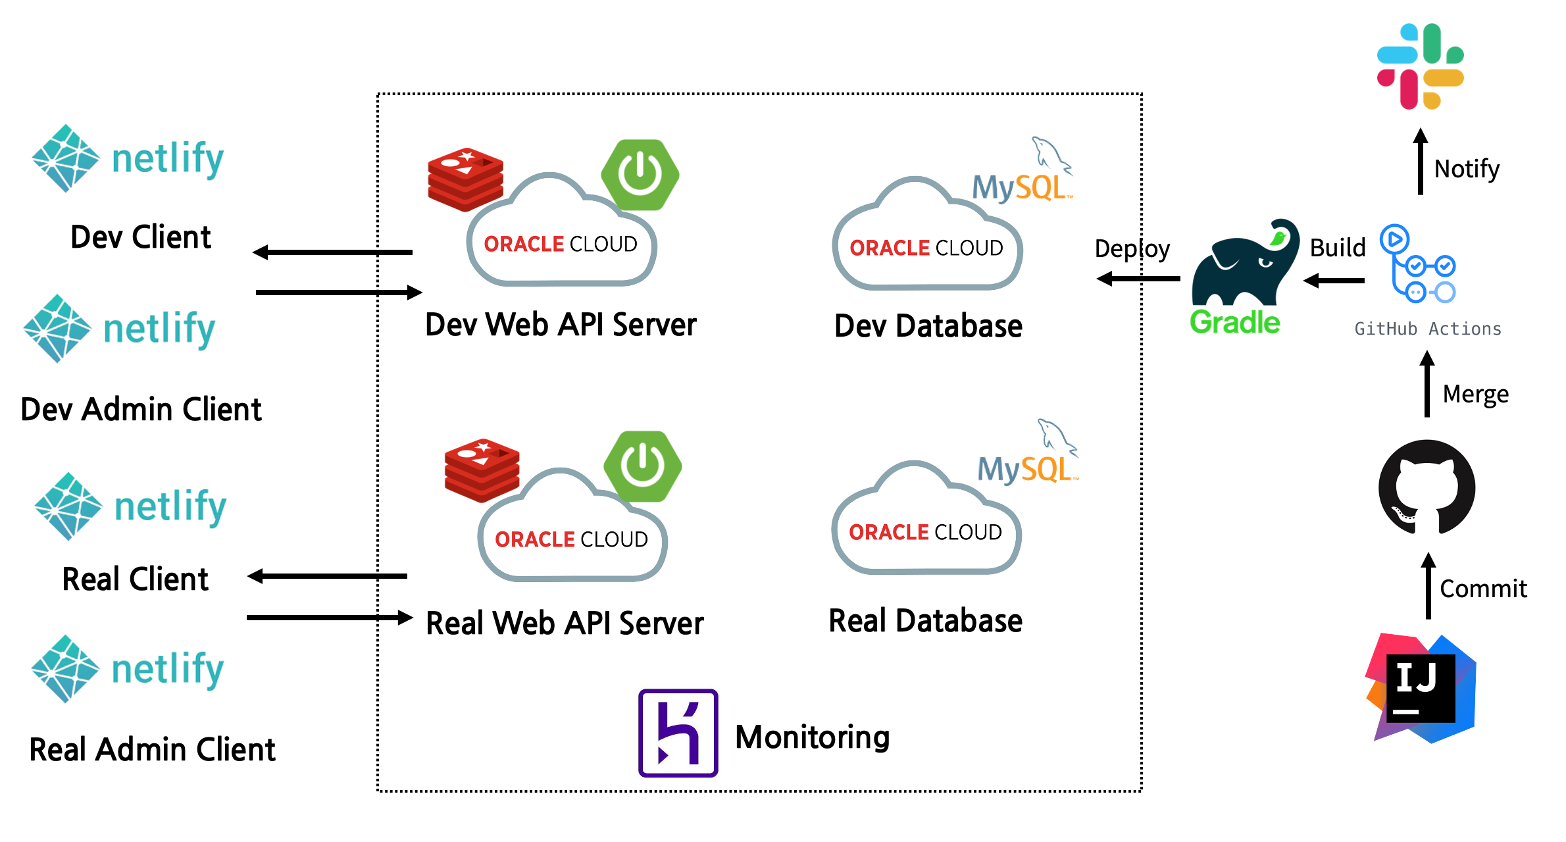 netlify
Dev Client
netlify
Dev Admin Client
netlify
Real Client
netlify
Real Admin Client
ORACLE CLOUD
Dev Web API Server
MySQL™
ORACLE CLOUD
Dev Database
ORACLE CLOUD
Real Web API Server
MySQL™
ORACLE CLOUD
Real Database
Monitoring
Deploy
Gradle
Build
Notify
GitHub Actions
Merge
Commit
IJ